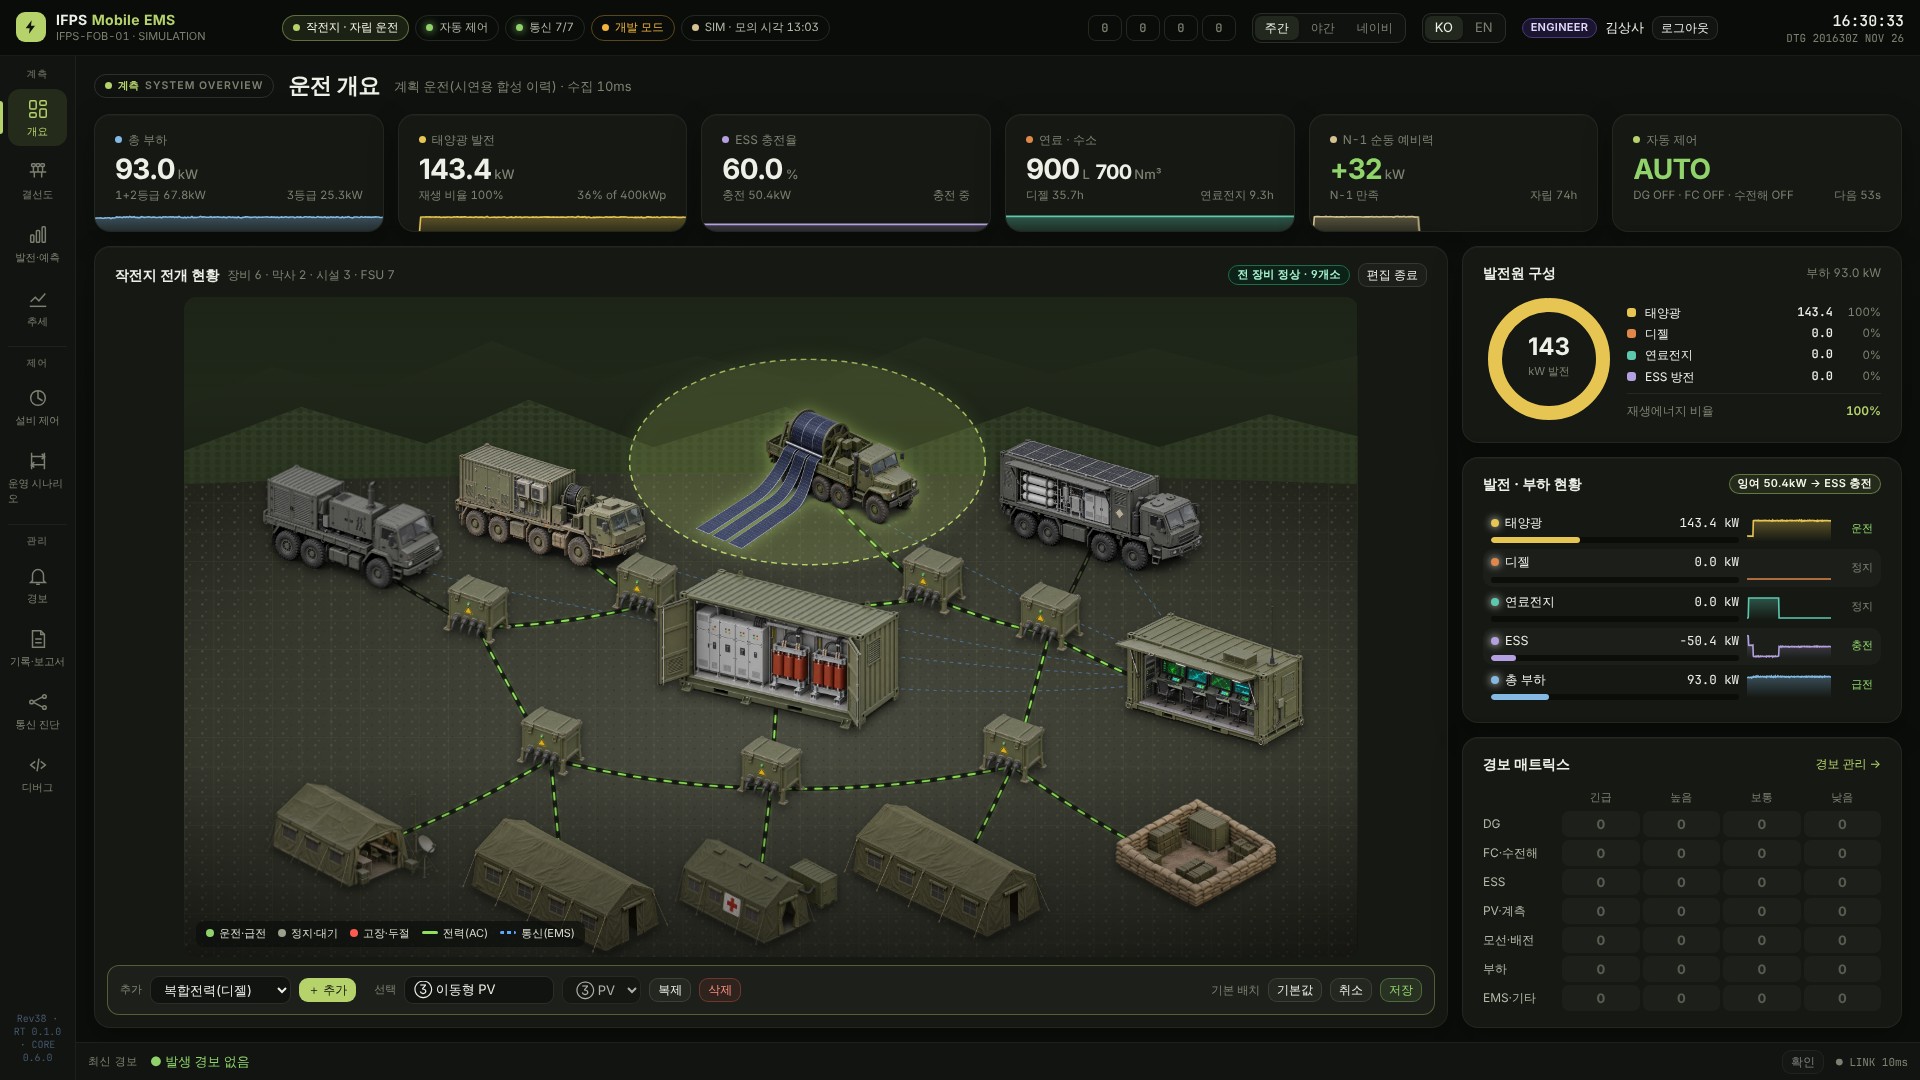 IFPS Mobile EMS
IFPS-FOB-01 · SIMULATION
작전지 · 자립 운전
자동 제어
통신 7/7
개발 모드
SIM · 모의 시각 13:03
0 0 0 0
주간 야간 네이비
KO EN
ENGINEER 김상사 로그아웃
16:30:33
DTG 201630Z NOV 26
계측
개요
결선도
발전·예측
추세
제어
설비 제어
운영 시나리오
관리
경보
기록·보고서
통신 진단
디버그
Rev38 ·
RT 0.1.0
· CORE
0.6.0
계측 SYSTEM OVERVIEW
운전 개요
계획 운전(시연용 합성 이력) · 수집 10ms
총 부하
93.0 kW
1+2등급 67.8kW 3등급 25.3kW
태양광 발전
143.4 kW
재생 비율 100% 36% of 400kWp
ESS 충전율
60.0 %
충전 50.4kW 충전 중
연료 · 수소
900 L 700 Nm³
디젤 35.7h 연료전지 9.3h
N-1 순동 예비력
+32 kW
N-1 만족 자립 74h
자동 제어
AUTO
DG OFF · FC OFF · 수전해 OFF 다음 53s
작전지 전개 현황 장비 6 · 막사 2 · 시설 3 · FSU 7
전 장비 정상 · 9개소 편집 종료
운전·급전 정지·대기 고장·두절 전력(AC) 통신(EMS)
추가 복합전력(디젤) + 추가 선택 ③ 이동형 PV ③ PV 복제 삭제
기본 배치 기본값 취소 저장
발전원 구성 부하 93.0 kW
143
kW 발전
태양광 143.4 100%
디젤 0.0 0%
연료전지 0.0 0%
ESS 방전 0.0 0%
재생에너지 비율 100%
발전 · 부하 현황 잉여 50.4kW → ESS 충전
태양광 143.4 kW 운전
디젤 0.0 kW 정지
연료전지 0.0 kW 정지
ESS -50.4 kW 충전
총 부하 93.0 kW 급전
경보 매트릭스 경보 관리 →
긴급 높음 보통 낮음
DG 0 0 0 0
FC·수전해 0 0 0 0
ESS 0 0 0 0
PV·계측 0 0 0 0
모선·배전 0 0 0 0
부하 0 0 0 0
EMS·기타 0 0 0 0
최신 경보 발생 경보 없음
확인 LINK 10ms